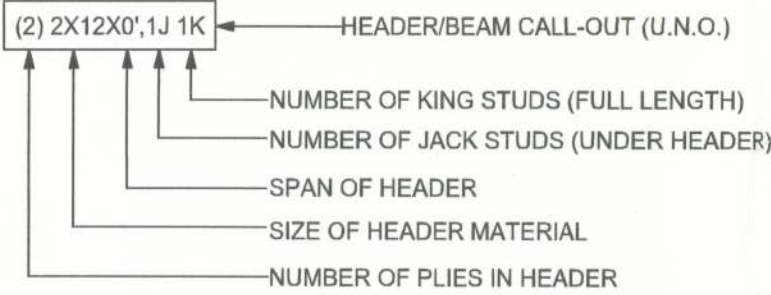 (2) 2X12X0',1J 1K HEADER/BEAM CALL-OUT (U.N.O.)
NUMBER OF KING STUDS (FULL LENGTH)
NUMBER OF JACK STUDS (UNDER HEADER)
SPAN OF HEADER
SIZE OF HEADER MATERIAL
NUMBER OF PLIES IN HEADER